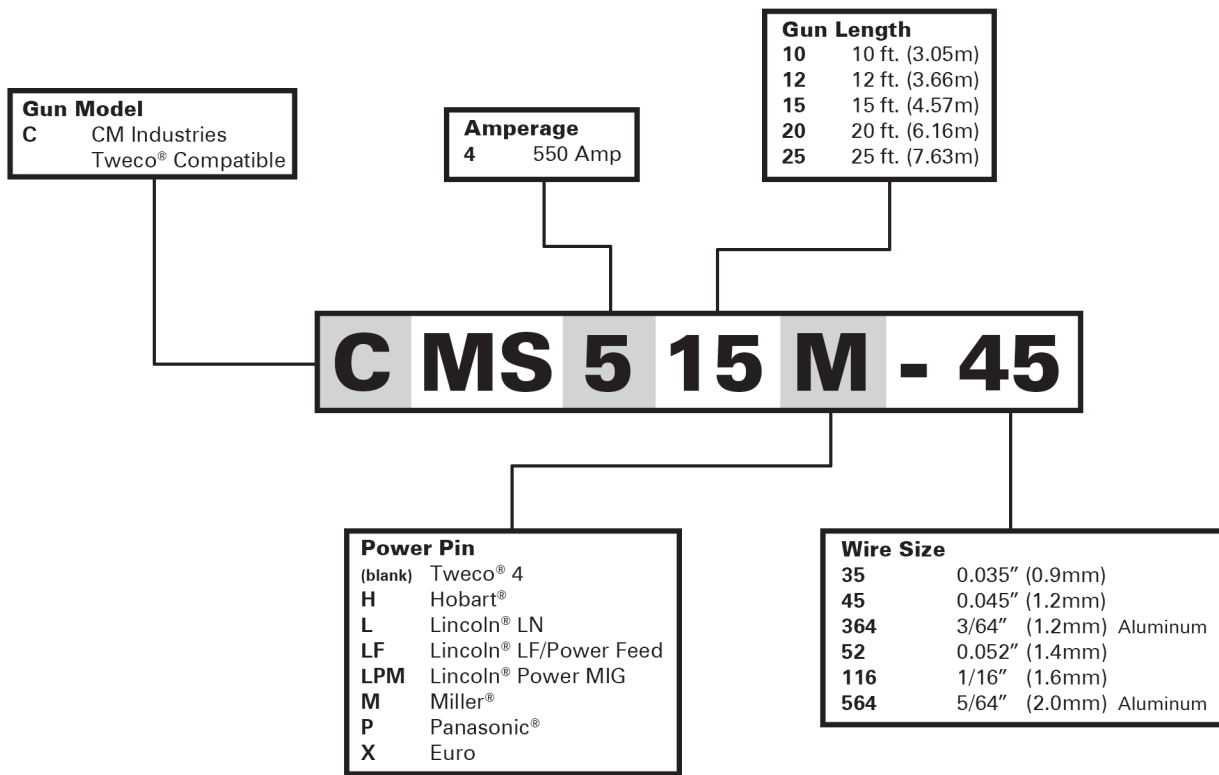 Gun Model
C CM Industries
Tweco® Compatible
Amperage
4 550 Amp
Gun Length
10 10 ft. (3.05m)
12 12 ft. (3.66m)
15 15 ft. (4.57m)
20 20 ft. (6.16m)
25 25 ft. (7.63m)
C MS 5 15 M - 45
Power Pin
(blank) Tweco® 4
H Hobart®
L Lincoln® LN
LF Lincoln® LF/Power Feed
LPM Lincoln® Power MIG
M Miller®
P Panasonic®
X Euro
Wire Size
35 0.035” (0.9mm)
45 0.045” (1.2mm)
364 3/64” (1.2mm) Aluminum
52 0.052” (1.4mm)
116 1/16” (1.6mm)
564 5/64” (2.0mm) Aluminum